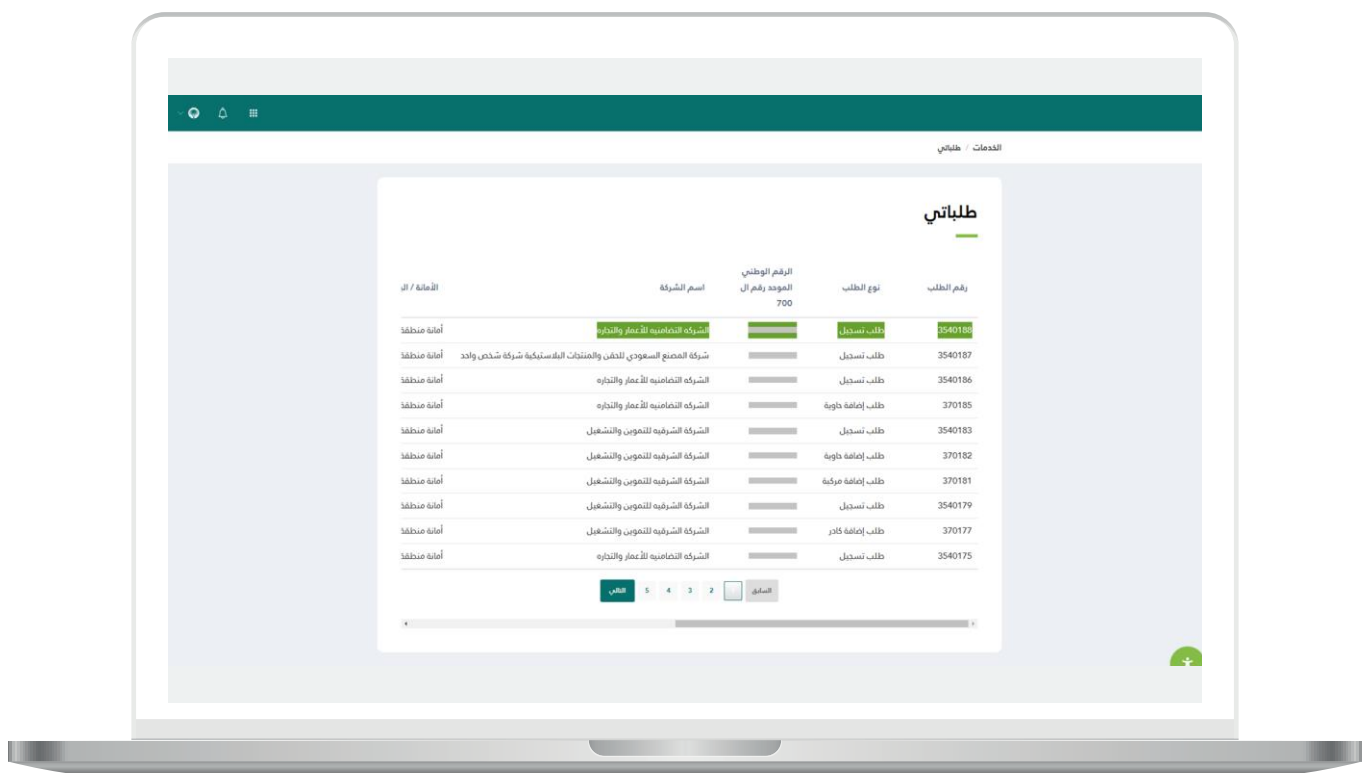 الخدمات / طلباتي
طلباتي
رقم الطلب نوع الطلب الرقم الوطني الموحد رقم ال 700 اسم الشركة الأمانة / الب
3540188 طلب تسجيل الشركه التضامنيه للأعمار والتجاره أمانة منطقة
3540187 طلب تسجيل شركة المصنع السعودي للحقن والمنتجات البلاستيكية شركة شخص واحد أمانة منطقة
3540186 طلب تسجيل الشركه التضامنيه للأعمار والتجاره أمانة منطقة
370185 طلب إضافة حاوية الشركه التضامنيه للأعمار والتجاره أمانة منطقة
3540183 طلب تسجيل الشركة الشرقيه للتموين والتشغيل أمانة منطقة
370182 طلب إضافة حاوية الشركة الشرقيه للتموين والتشغيل أمانة منطقة
370181 طلب إضافة مركبة الشركة الشرقيه للتموين والتشغيل أمانة منطقة
3540179 طلب تسجيل الشركة الشرقيه للتموين والتشغيل أمانة منطقة
370177 طلب إضافة كادر الشركة الشرقيه للتموين والتشغيل أمانة منطقة
3540175 طلب تسجيل الشركه التضامنيه للأعمار والتجاره أمانة منطقة
السابق 2 3 4 5 التالي